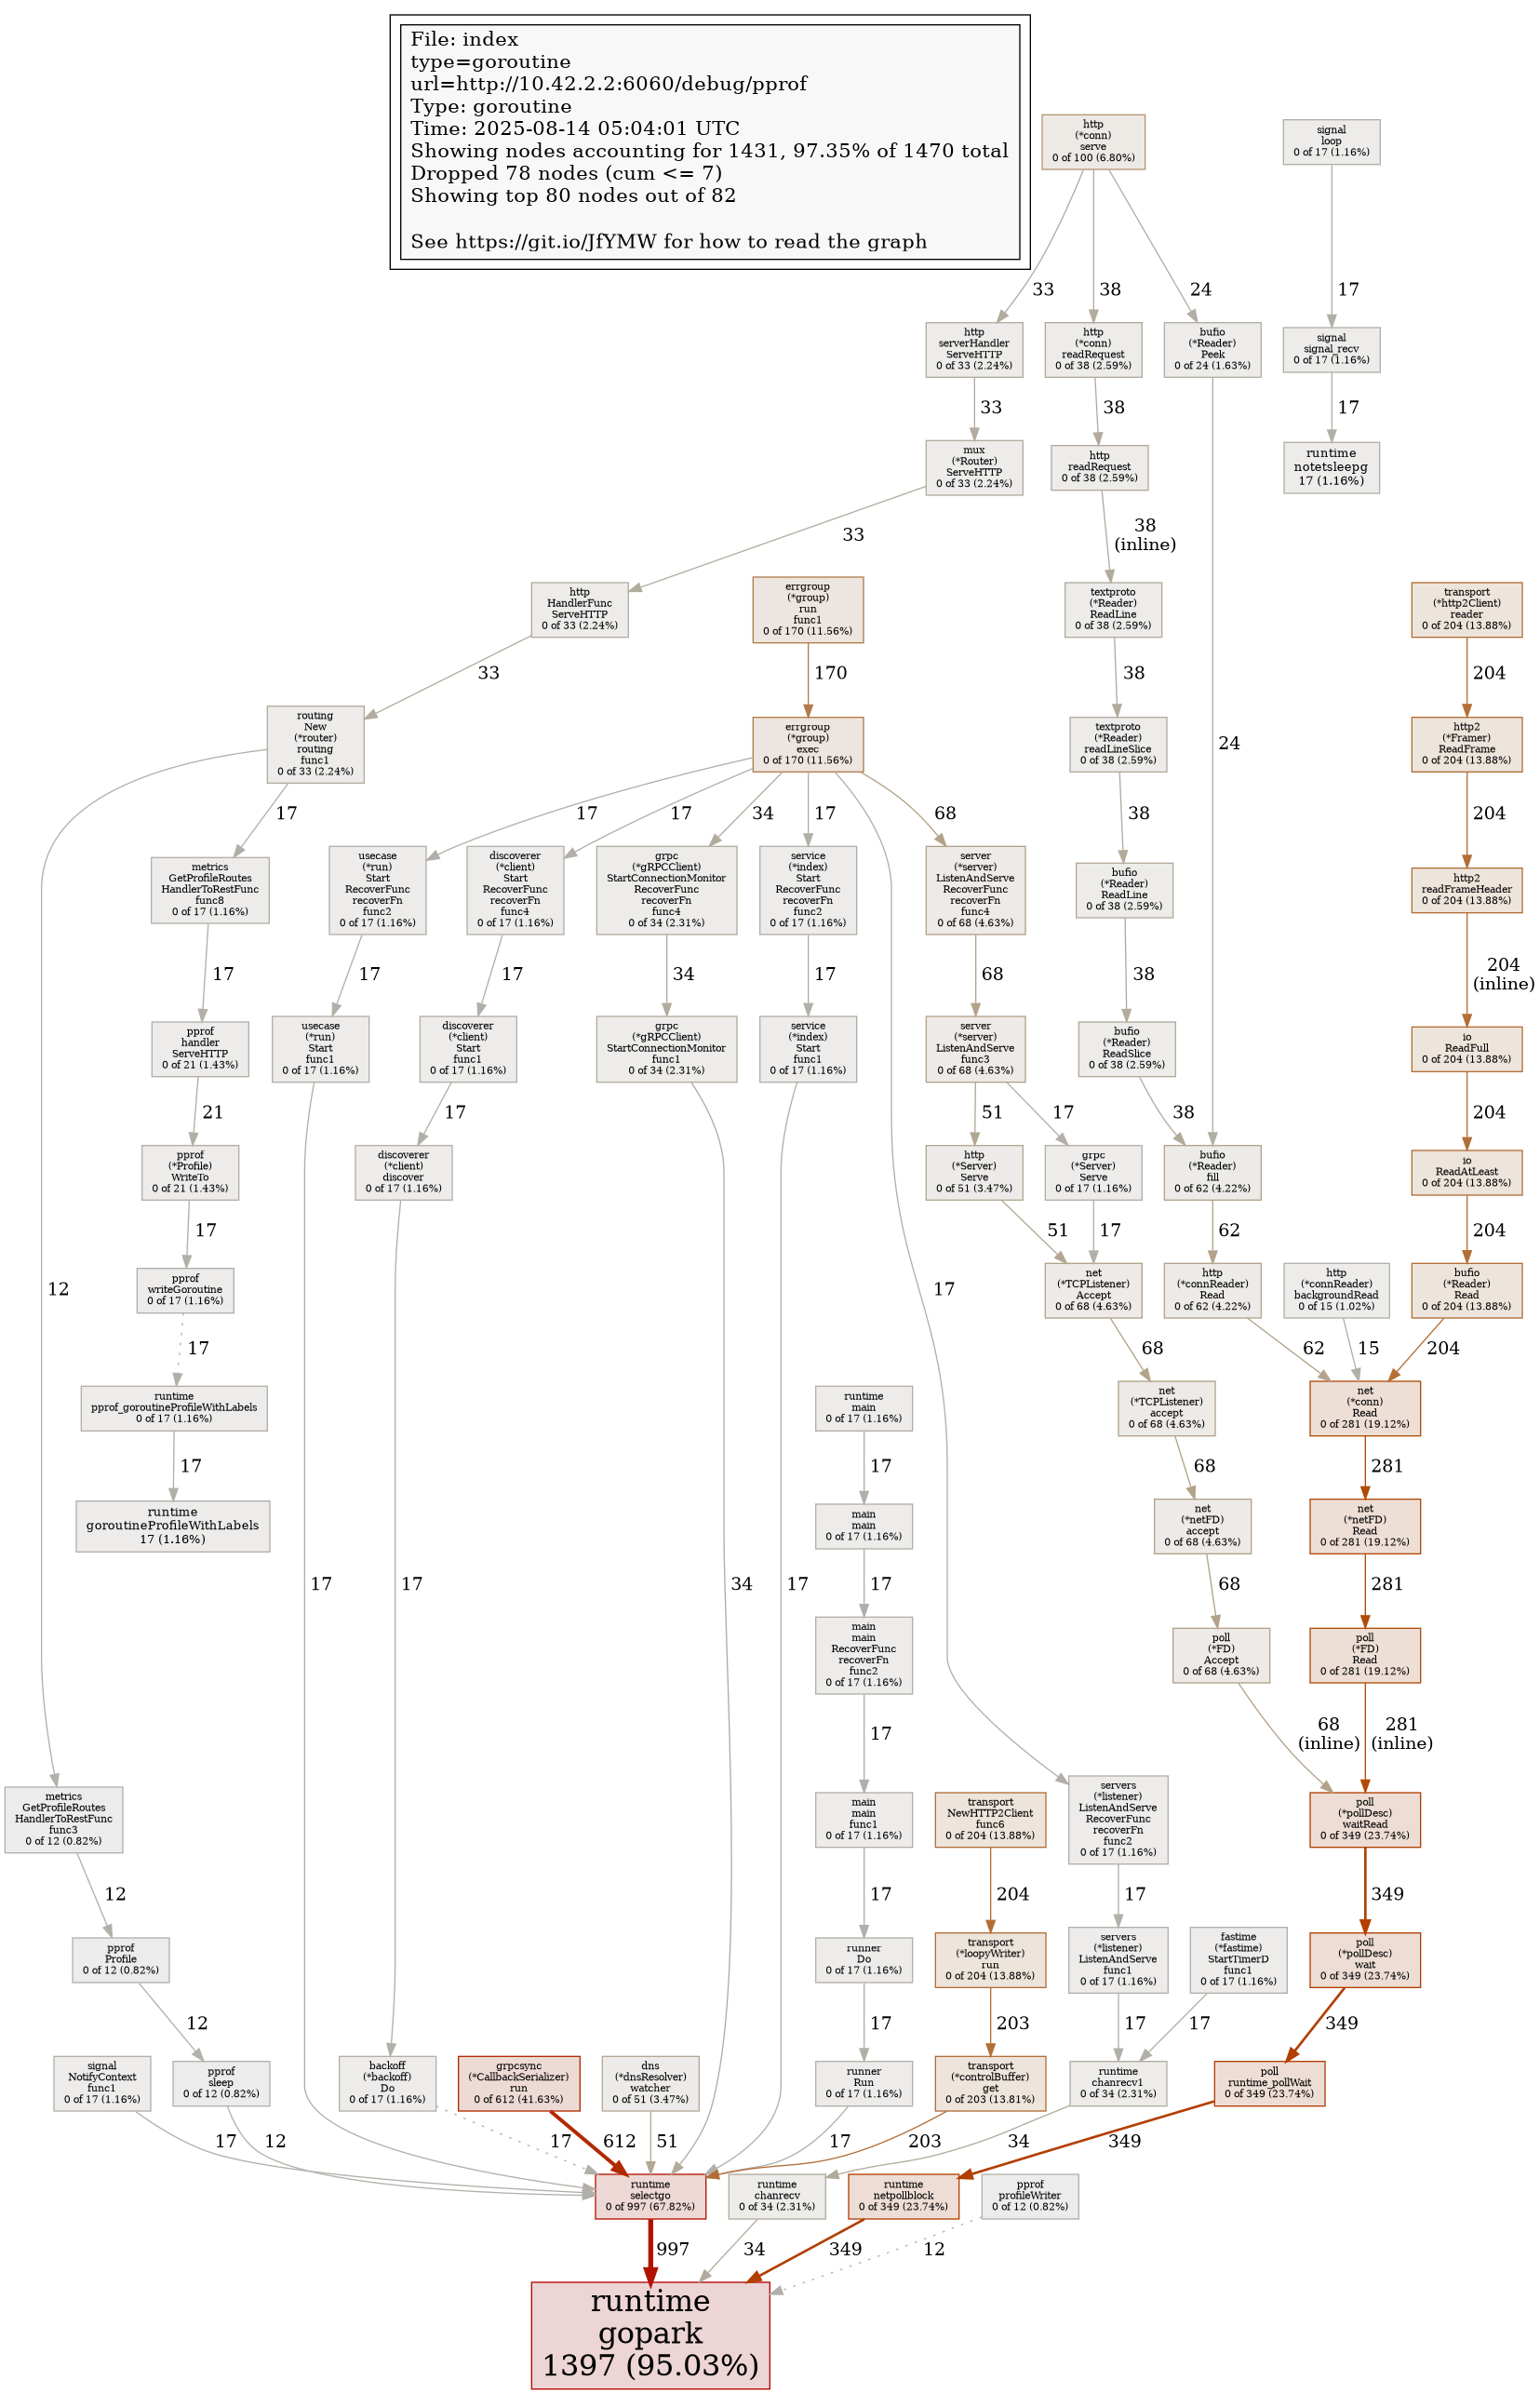 File: index
type=goroutine
url=http://10.42.2.2:6060/debug/pprof
Type: goroutine
Time: 2025-08-14 05:04:01 UTC
Showing nodes accounting for 1431, 97.35% of 1470 total
Dropped 78 nodes (cum <= 7)
Showing top 80 nodes out of 82
See https://git.io/JfYMW for how to read the graph
http
(*conn)
serve
0 of 100 (6.80%)
signal
loop
0 of 17 (1.16%)
33
38
24
17
http
serverHandler
ServeHTTP
0 of 33 (2.24%)
http
(*conn)
readRequest
0 of 38 (2.59%)
bufio
(*Reader)
Peek
0 of 24 (1.63%)
signal
signal_recv
0 of 17 (1.16%)
33
38
17
mux
(*Router)
ServeHTTP
0 of 33 (2.24%)
http
readRequest
0 of 38 (2.59%)
runtime
notetsleepg
17 (1.16%)
33
38
(inline)
http
HandlerFunc
ServeHTTP
0 of 33 (2.24%)
errgroup
(*group)
run
func1
0 of 170 (11.56%)
textproto
(*Reader)
ReadLine
0 of 38 (2.59%)
transport
(*http2Client)
reader
0 of 204 (13.88%)
33
170
38
204
routing
New
(*router)
routing
func1
0 of 33 (2.24%)
errgroup
(*group)
exec
0 of 170 (11.56%)
textproto
(*Reader)
readLineSlice
0 of 38 (2.59%)
24
http2
(*Framer)
ReadFrame
0 of 204 (13.88%)
17
17
17
34
17
68
38
204
metrics
GetProfileRoutes
HandlerToRestFunc
func8
0 of 17 (1.16%)
usecase
(*run)
Start
RecoverFunc
recoverFn
func2
0 of 17 (1.16%)
discoverer
(*client)
Start
RecoverFunc
recoverFn
func4
0 of 17 (1.16%)
grpc
(*gRPCClient)
StartConnectionMonitor
RecoverFunc
recoverFn
func4
0 of 34 (2.31%)
service
(*index)
Start
RecoverFunc
recoverFn
func2
0 of 17 (1.16%)
server
(*server)
ListenAndServe
RecoverFunc
recoverFn
func4
0 of 68 (4.63%)
bufio
(*Reader)
ReadLine
0 of 38 (2.59%)
http2
readFrameHeader
0 of 204 (13.88%)
17
17
17
34
17
68
38
204
(inline)
pprof
handler
ServeHTTP
0 of 21 (1.43%)
usecase
(*run)
Start
func1
0 of 17 (1.16%)
discoverer
(*client)
Start
func1
0 of 17 (1.16%)
grpc
(*gRPCClient)
StartConnectionMonitor
func1
0 of 34 (2.31%)
service
(*index)
Start
func1
0 of 17 (1.16%)
server
(*server)
ListenAndServe
func3
0 of 68 (4.63%)
bufio
(*Reader)
ReadSlice
0 of 38 (2.59%)
io
ReadFull
0 of 204 (13.88%)
21
17
51
17
38
204
pprof
(*Profile)
WriteTo
0 of 21 (1.43%)
discoverer
(*client)
discover
0 of 17 (1.16%)
http
(*Server)
Serve
0 of 51 (3.47%)
grpc
(*Server)
Serve
0 of 17 (1.16%)
bufio
(*Reader)
fill
0 of 62 (4.22%)
io
ReadAtLeast
0 of 204 (13.88%)
17
51
17
62
204
12
pprof
writeGoroutine
0 of 17 (1.16%)
17
net
(*TCPListener)
Accept
0 of 68 (4.63%)
http
(*connReader)
Read
0 of 62 (4.22%)
http
(*connReader)
backgroundRead
0 of 15 (1.02%)
bufio
(*Reader)
Read
0 of 204 (13.88%)
17
68
62
15
204
runtime
pprof_goroutineProfileWithLabels
0 of 17 (1.16%)
runtime
main
0 of 17 (1.16%)
net
(*TCPListener)
accept
0 of 68 (4.63%)
net
(*conn)
Read
0 of 281 (19.12%)
17
17
68
281
runtime
goroutineProfileWithLabels
17 (1.16%)
main
main
0 of 17 (1.16%)
net
(*netFD)
accept
0 of 68 (4.63%)
net
(*netFD)
Read
0 of 281 (19.12%)
17
17
34
17
17
68
281
main
main
RecoverFunc
recoverFn
func2
0 of 17 (1.16%)
poll
(*FD)
Accept
0 of 68 (4.63%)
poll
(*FD)
Read
0 of 281 (19.12%)
17
68
(inline)
281
(inline)
metrics
GetProfileRoutes
HandlerToRestFunc
func3
0 of 12 (0.82%)
main
main
func1
0 of 17 (1.16%)
transport
NewHTTP2Client
func6
0 of 204 (13.88%)
servers
(*listener)
ListenAndServe
RecoverFunc
recoverFn
func2
0 of 17 (1.16%)
poll
(*pollDesc)
waitRead
0 of 349 (23.74%)
12
17
204
17
349
pprof
Profile
0 of 12 (0.82%)
runner
Do
0 of 17 (1.16%)
transport
(*loopyWriter)
run
0 of 204 (13.88%)
servers
(*listener)
ListenAndServe
func1
0 of 17 (1.16%)
fastime
(*fastime)
StartTimerD
func1
0 of 17 (1.16%)
poll
(*pollDesc)
wait
0 of 349 (23.74%)
12
17
203
17
17
349
signal
NotifyContext
func1
0 of 17 (1.16%)
pprof
sleep
0 of 12 (0.82%)
backoff
(*backoff)
Do
0 of 17 (1.16%)
grpcsync
(*CallbackSerializer)
run
0 of 612 (41.63%)
dns
(*dnsResolver)
watcher
0 of 51 (3.47%)
runner
Run
0 of 17 (1.16%)
transport
(*controlBuffer)
get
0 of 203 (13.81%)
runtime
chanrecv1
0 of 34 (2.31%)
poll
runtime_pollWait
0 of 349 (23.74%)
17
12
17
612
51
17
203
34
349
runtime
selectgo
0 of 997 (67.82%)
runtime
chanrecv
0 of 34 (2.31%)
runtime
netpollblock
0 of 349 (23.74%)
pprof
profileWriter
0 of 12 (0.82%)
997
34
349
12
runtime
gopark
1397 (95.03%)